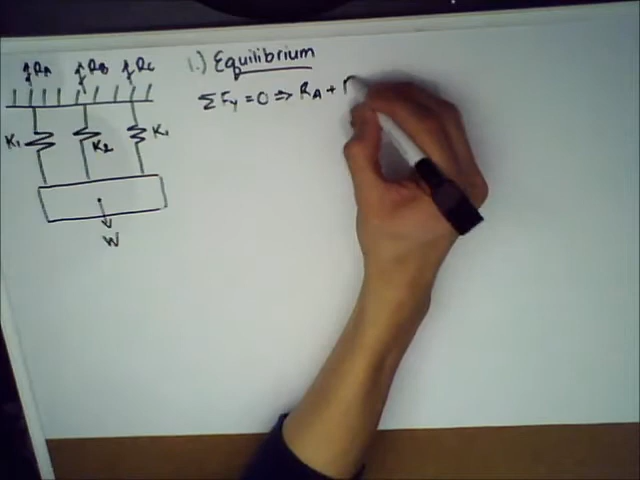 1.) Equilibrium
ΣFy = 0 ⇒ RA +
RA RB RC
K1 K2 K1
W